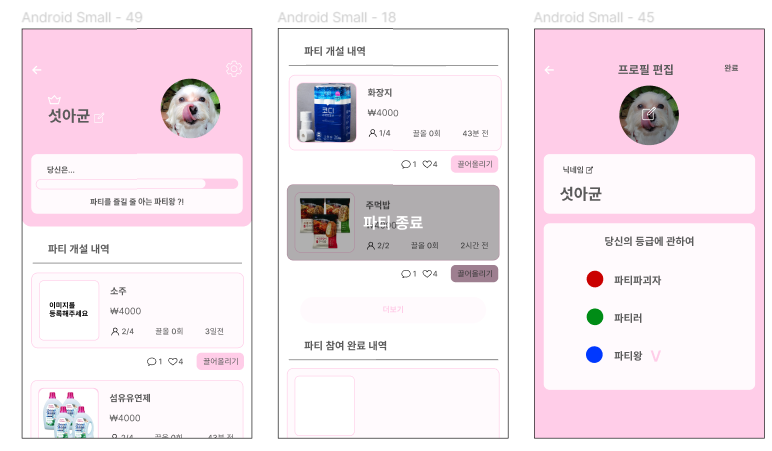 Android Small - 49
섯아균
당신은...
파티를 즐길 줄 아는 파티왕 ?!
파티 개설 내역
이미지를
등록해주세요
소주
₩4000
2/4 끌올 0회 3일전
1 4 끌어올리기
섬유유연제
₩4000
2/4 끌올 0회 43분 전
Android Small - 18
파티 개설 내역
코디
화장지
₩4000
1/4 끌올 0회 43분 전
1 4 끌어올리기
주먹밥
파티 종료
2/2 끌올 0회 2시간 전
1 4 끌어올리기
더보기
파티 참여 완료 내역
Android Small - 45
프로필 편집 완료
닉네임
섯아균
당신의 등급에 관하여
파티파괴자
파티러
파티왕 V